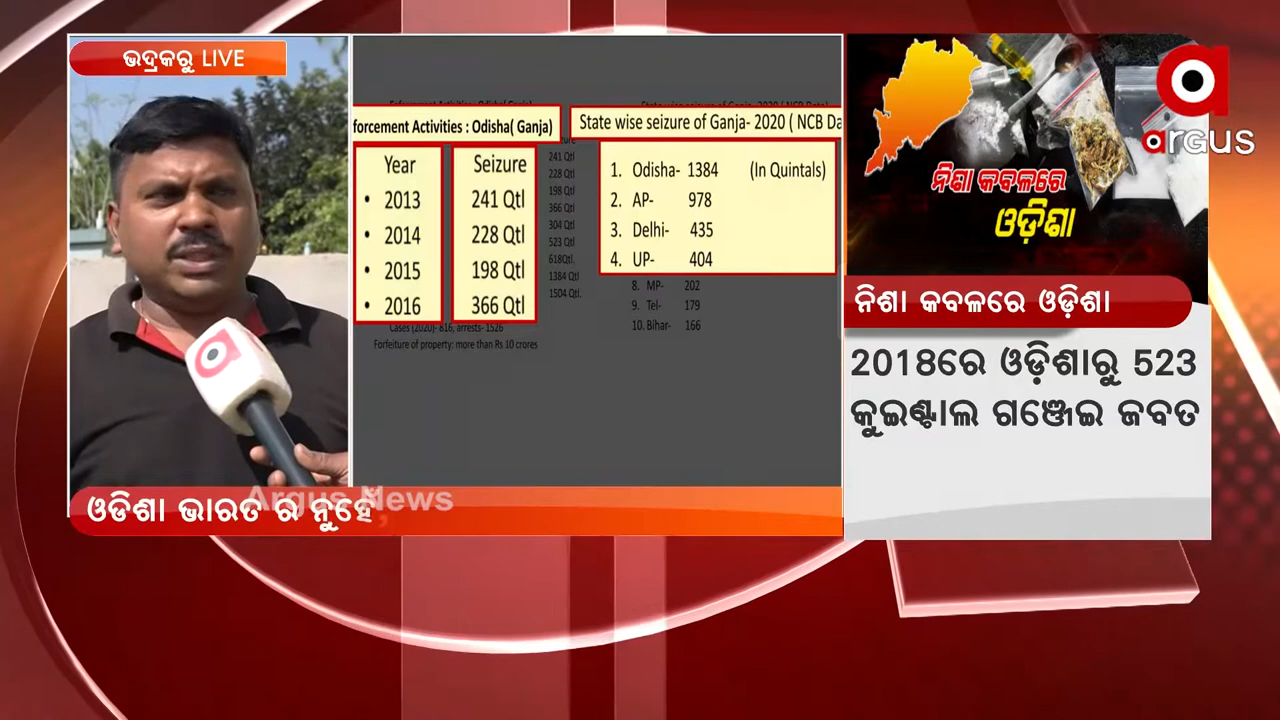 ଭଦ୍ରକରୁ LIVE
forcement Activities : Odisha( Ganja)
Year Seizure
• 2013 241 Qtl
• 2014 228 Qtl
• 2015 198 Qtl
• 2016 366 Qtl
241 Qtl
228 Qtl
198 Qtl
366 Qtl
304 Qtl
523 Qtl
618Qtl.
1384 Qtl
1504 Qtl.
Cases (2020)- 816, arrests- 1526
Forfeiture of property: more than Rs 10 crores
State wise seizure of Ganja- 2020 ( NCB Da
1. Odisha- 1384 (In Quintals)
2. AP- 978
3. Delhi- 435
4. UP- 404
8. MP- 202
9. Tel- 179
10. Bihar- 166
argus
ନିଶା କବଳରେ
ଓଡ଼ିଶା
ନିଶା କବଳରେ ଓଡ଼ିଶା
2018ରେ ଓଡ଼ିଶାରୁ 523
କୁଇଣ୍ଟାଲ ଗଞ୍ଜେଇ ଜବତ
Argus News
ଓଡିଶା ଭାରତ ର ନୁହେଁ